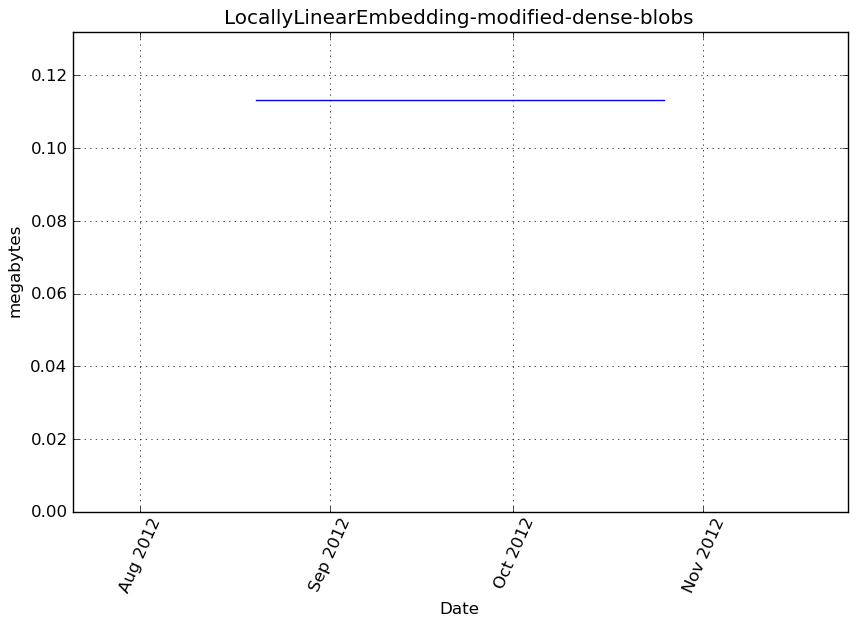 LocallyLinearEmbedding-modified-dense-blobs
0.12
0.10
0.08
0.06
0.04
0.02
0.00
megabytes
Aug 2012
Sep 2012
Oct 2012
Nov 2012
Date